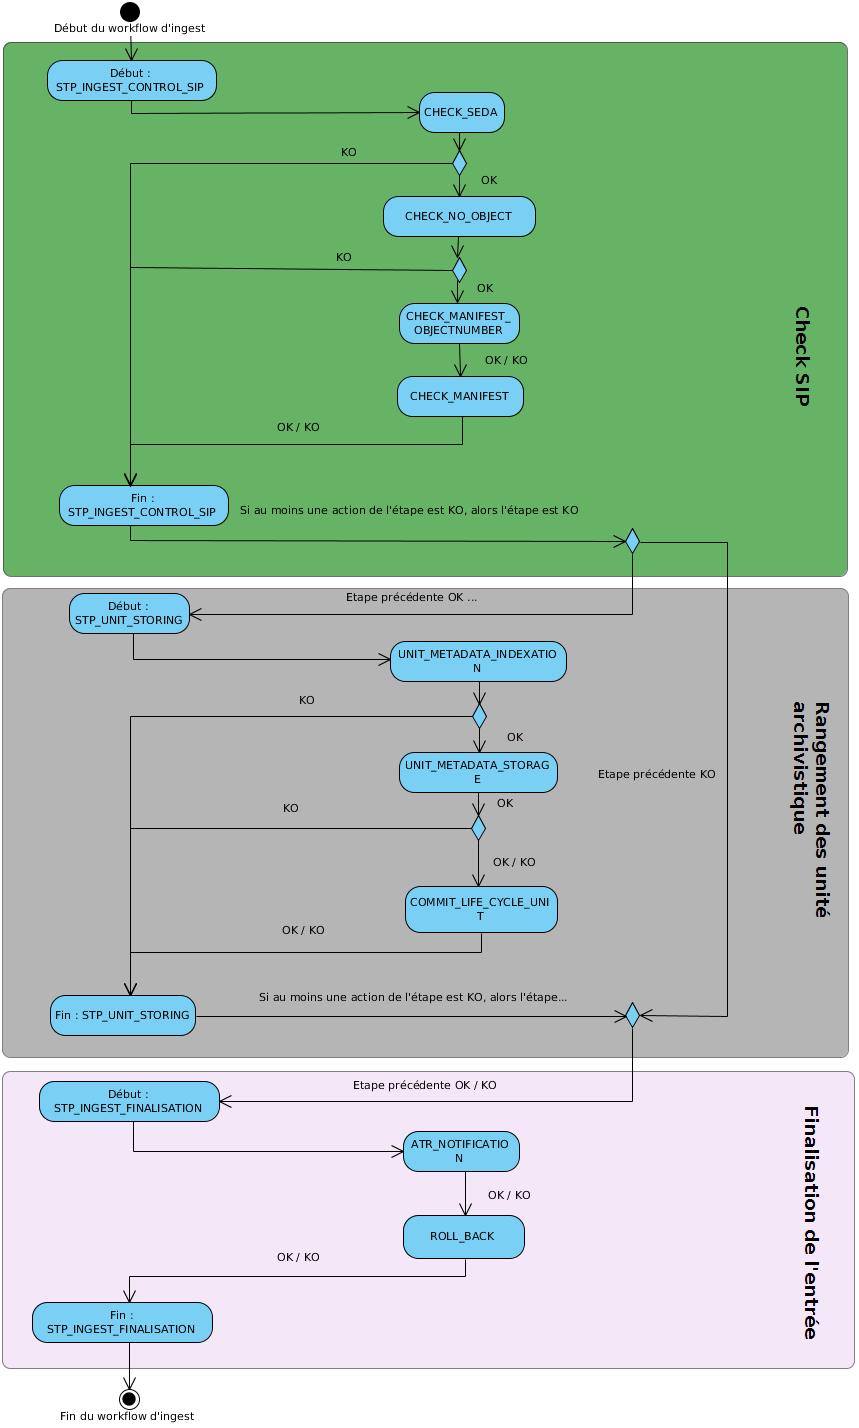 Début du workflow d'ingest
Début :
STP_INGEST_CONTROL_SIP
CHECK_SEDA
KO
OK
CHECK_NO_OBJECT
KO
OK
CHECK_MANIFEST_
OBJECTNUMBER
OK / KO
CHECK_MANIFEST
OK / KO
Check SIP
Fin :
STP_INGEST_CONTROL_SIP
Si au moins une action de l'étape est KO, alors l'étape est KO
Etape précédente OK ...
Début :
STP_UNIT_STORING
UNIT_METADATA_INDEXATIO
N
KO
OK
UNIT_METADATA_STORAG
E
Etape précédente KO
OK
KO
OK / KO
COMMIT_LIFE_CYCLE_UNI
T
OK / KO
Rangement des unité
archivistique
Si au moins une action de l'étape est KO, alors l'étape...
Fin : STP_UNIT_STORING
Etape précédente OK / KO
Début :
STP_INGEST_FINALISATION
ATR_NOTIFICATIO
N
OK / KO
ROLL_BACK
OK / KO
Finalisation de l'entrée
Fin :
STP_INGEST_FINALISATION
Fin du workflow d'ingest